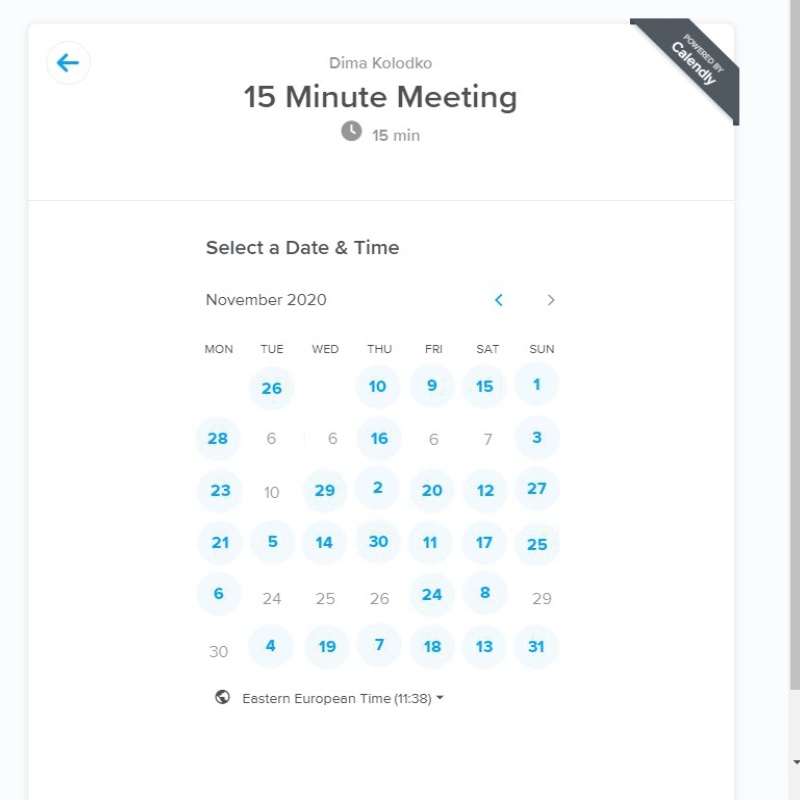 POWERED BY
Calendly
Dima Kolodko
15 Minute Meeting
15 min
Select a Date & Time
November 2020
MON TUE WED THU FRI SAT SUN
26 10 9 15 1
28 6 6 16 6 7 3
23 10 29 2 20 12 27
21 5 14 30 11 17 25
6 24 25 26 24 8 29
30 4 19 7 18 13 31
Eastern European Time (11:38)